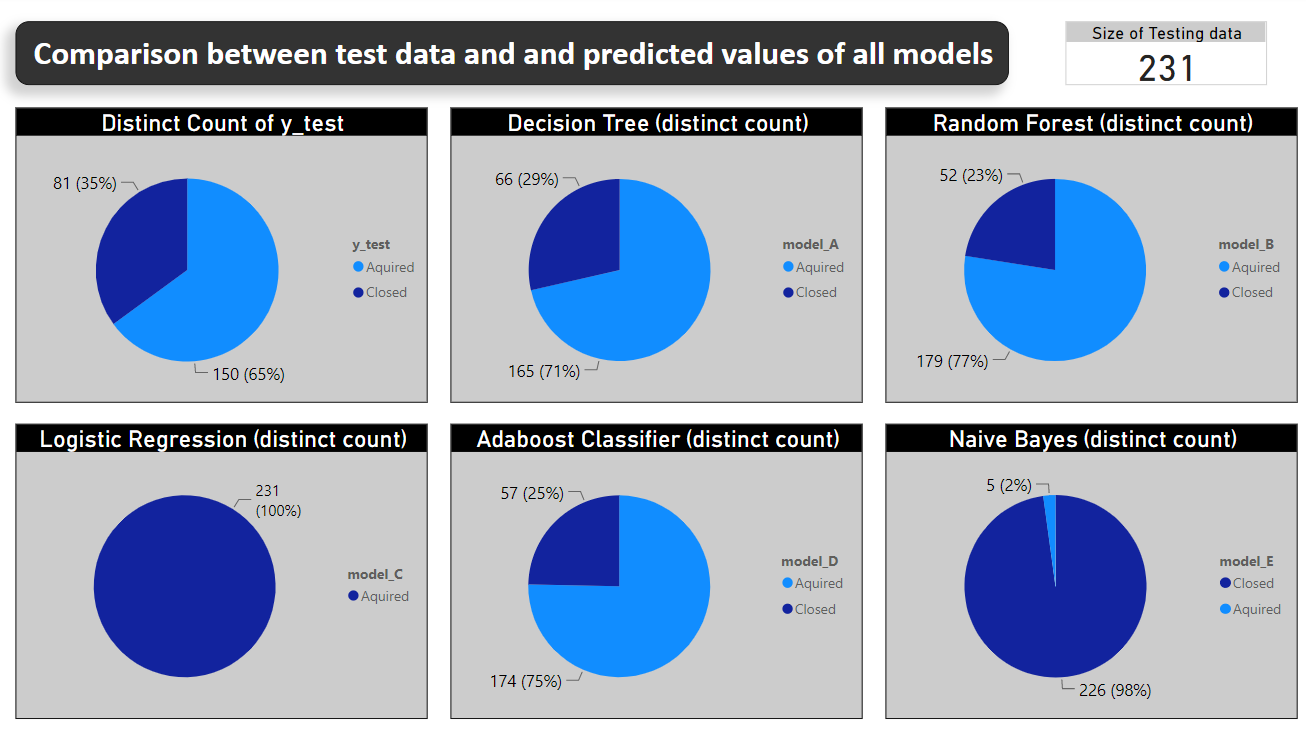 Comparison between test data and and predicted values of all models
Size of Testing data
231
Distinct Count of y_test
81 (35%)
150 (65%)
y_test
Aquired
Closed
Decision Tree (distinct count)
66 (29%)
165 (71%)
model_A
Aquired
Closed
Random Forest (distinct count)
52 (23%)
179 (77%)
model_B
Aquired
Closed
Logistic Regression (distinct count)
231
(100%)
model_C
Aquired
Adaboost Classifier (distinct count)
57 (25%)
174 (75%)
model_D
Aquired
Closed
Naive Bayes (distinct count)
5 (2%)
226 (98%)
model_E
Closed
Aquired